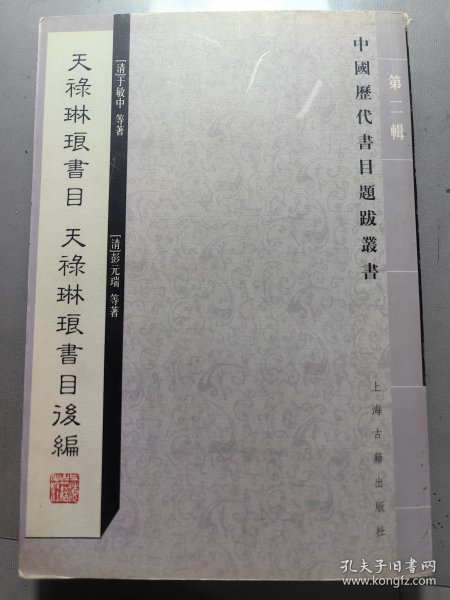 中國歷代書目題跋叢書
第二輯
上海古籍出版社
[清]于敏中 等著
[清]彭元瑞 等著
天祿琳琅書目 天祿琳琅書目後編
孔夫子旧书网
www.kongfz.com